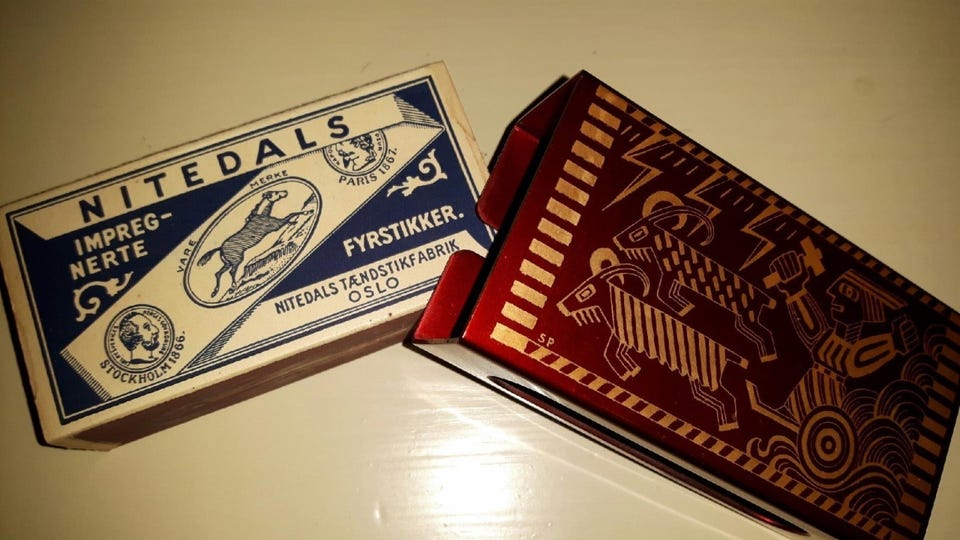 NITEDALS
IMPREG-
NERTE
VARE MERKE
PARIS 1867.
FYRSTIKKER.
NITEDALS TÆNDSTIKFABRIK
OSLO
STOCKHOLM 1866.
SP